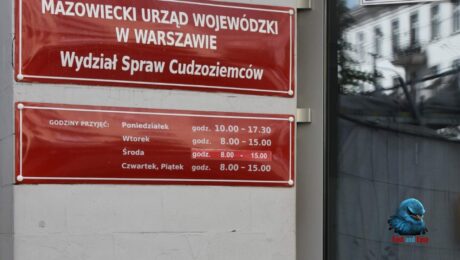 MAZOWIECKI URZĄD WOJEWÓDZKI
W WARSZAWIE
Wydział Spraw Cudzoziemców
GODZINY PRZYJĘĆ: Poniedziałek godz. 10.00 - 17.30
Wtorek godz. 8.00 - 15.00
Środa godz. 8.00 - 15.00
Czwartek, Piątek godz. 8.00 - 15.00